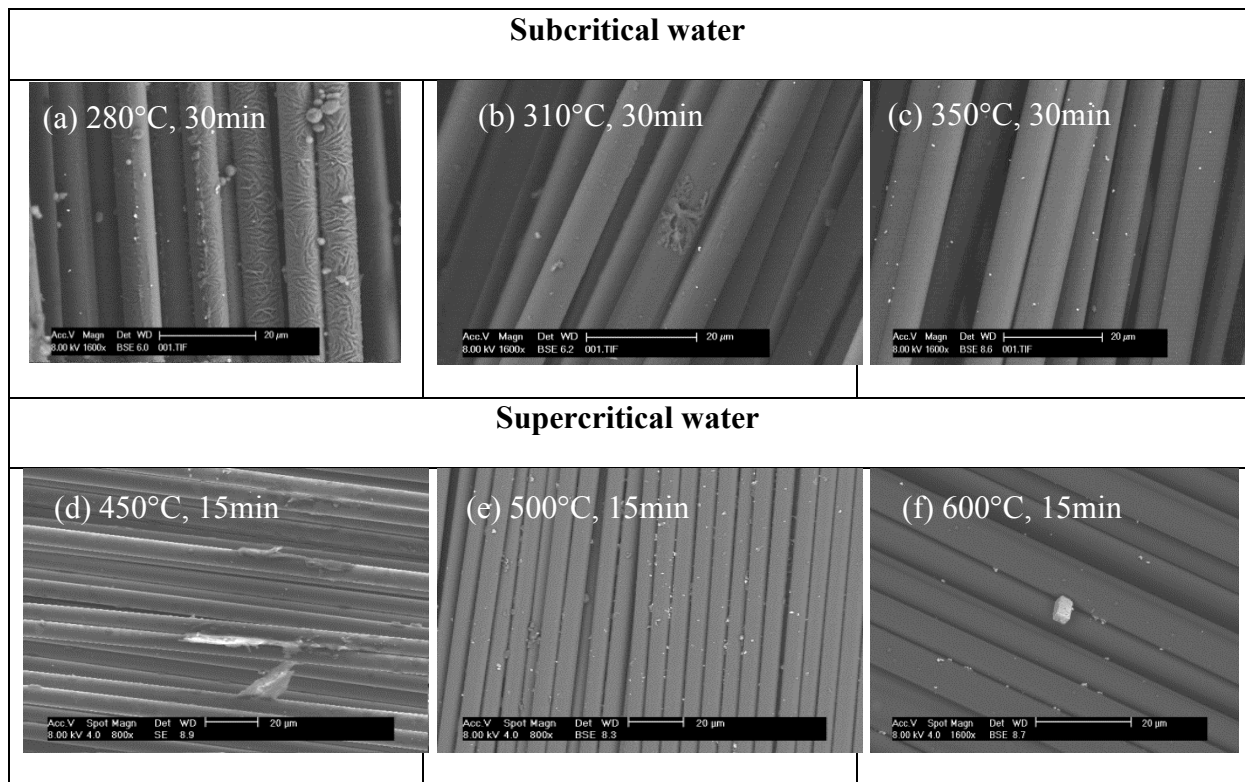 Subcritical water
(a) 280°C, 30min
Acc.V Magn Det WD 20 µm
8.00 kV 1600x BSE 6.0 001.TIF
(b) 310°C, 30min
Acc.V Magn Det WD 20 µm
8.00 kV 1600x BSE 6.2 001.TIF
(c) 350°C, 30min
Acc.V Magn Det WD 20 µm
8.00 kV 1600x BSE 8.6 001.TIF
Supercritical water
(d) 450°C, 15min
Acc.V Spot Magn Det WD 20 µm
8.00 kV 4.0 800x SE 8.9
(e) 500°C, 15min
Acc.V Spot Magn Det WD 20 µm
8.00 kV 4.0 800x BSE 8.3
(f) 600°C, 15min
Acc.V Spot Magn Det WD 20 µm
8.00 kV 4.0 1600x BSE 8.7